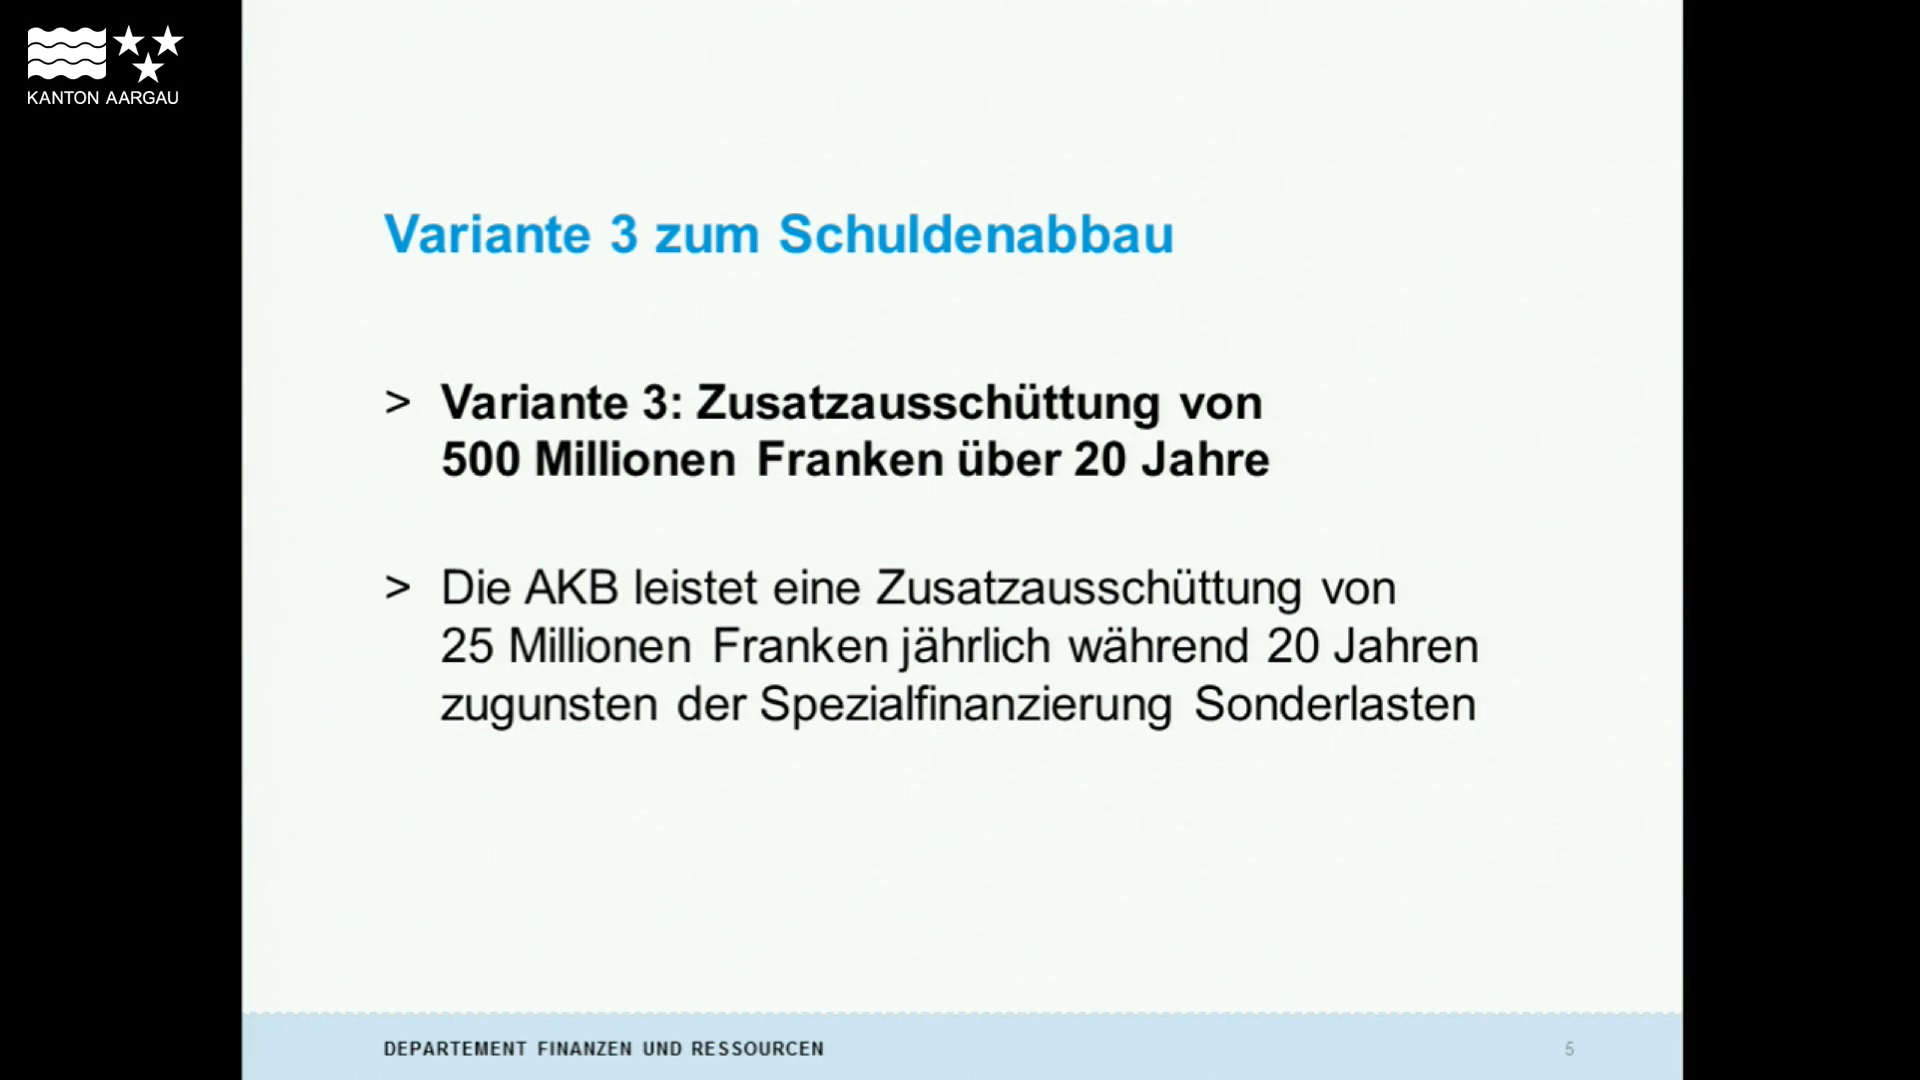 KANTON AARGAU
Variante 3 zum Schuldenabbau
> Variante 3: Zusatzausschüttung von
500 Millionen Franken über 20 Jahre
> Die AKB leistet eine Zusatzausschüttung von
25 Millionen Franken jährlich während 20 Jahren
zugunsten der Spezialfinanzierung Sonderlasten
DEPARTEMENT FINANZEN UND RESSOURCEN
5